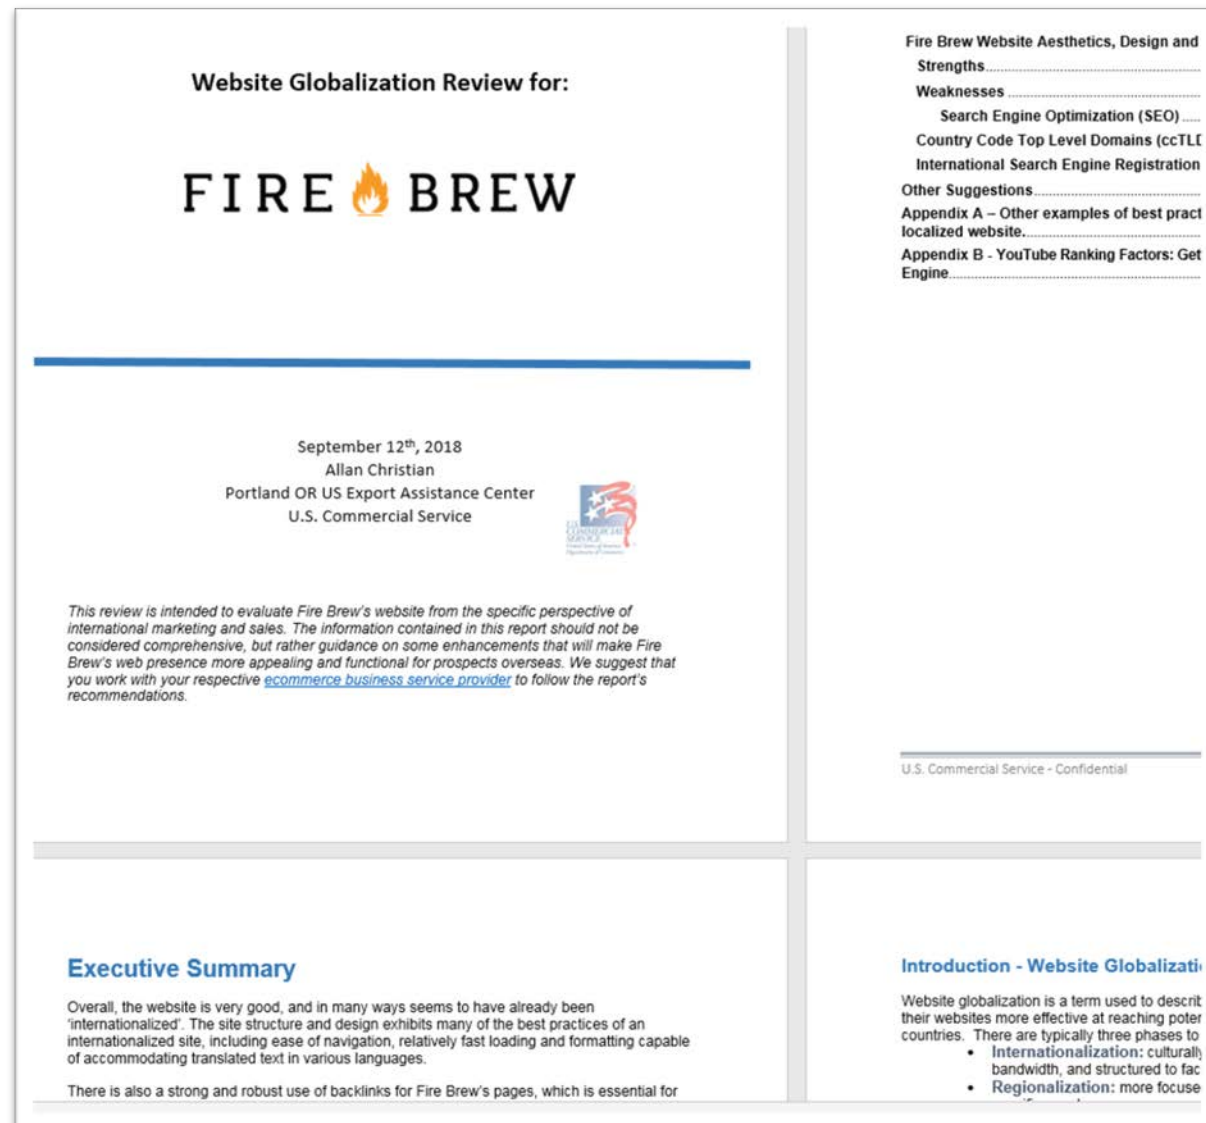 Website Globalization Review for:
FIRE BREW
September 12th, 2018
Allan Christian
Portland OR US Export Assistance Center
U.S. Commercial Service
U.S.
COMMERCIAL
SERVICE
United States of America
Department of Commerce
This review is intended to evaluate Fire Brew's website from the specific perspective of
international marketing and sales. The information contained in this report should not be
considered comprehensive, but rather guidance on some enhancements that will make Fire
Brew's web presence more appealing and functional for prospects overseas. We suggest that
you work with your respective ecommerce business service provider to follow the report's
recommendations.
Fire Brew Website Aesthetics, Design and
Strengths
Weaknesses
Search Engine Optimization (SEO)
Country Code Top Level Domains (ccTLD
International Search Engine Registration
Other Suggestions
Appendix A – Other examples of best pract
localized website.
Appendix B - YouTube Ranking Factors: Get
Engine
U.S. Commercial Service - Confidential
Executive Summary
Overall, the website is very good, and in many ways seems to have already been
'internationalized'. The site structure and design exhibits many of the best practices of an
internationalized site, including ease of navigation, relatively fast loading and formatting capable
of accommodating translated text in various languages.
There is also a strong and robust use of backlinks for Fire Brew's pages, which is essential for
Introduction - Website Globalizati
Website globalization is a term used to describ
their websites more effective at reaching poter
countries. There are typically three phases to
• Internationalization: culturally
bandwidth, and structured to fac
• Regionalization: more focuse